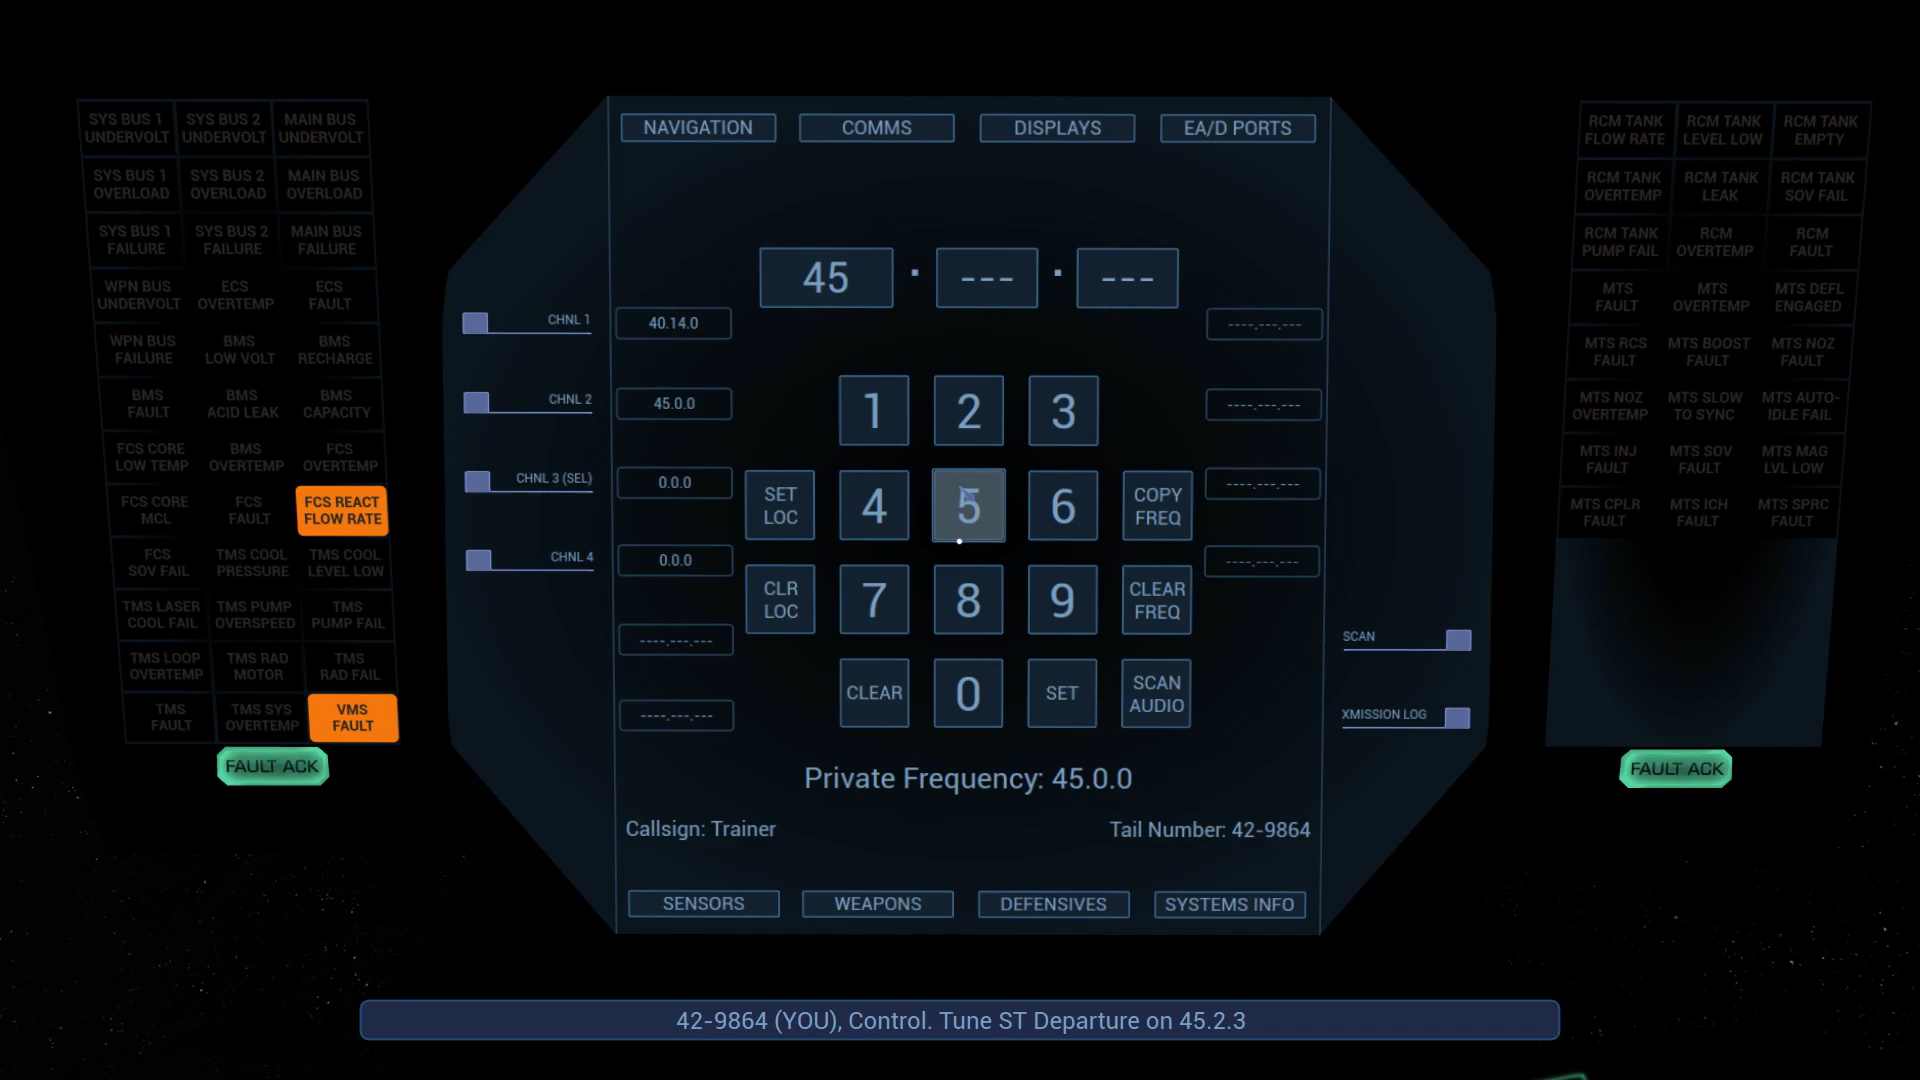 SYS BUS 1 UNDERVOLT
SYS BUS 2 UNDERVOLT
MAIN BUS UNDERVOLT
SYS BUS 1 OVERLOAD
SYS BUS 2 OVERLOAD
MAIN BUS OVERLOAD
SYS BUS 1 FAILURE
SYS BUS 2 FAILURE
MAIN BUS FAILURE
WPN BUS UNDERVOLT
ECS OVERTEMP
ECS FAULT
WPN BUS FAILURE
BMS LOW VOLT
BMS RECHARGE
BMS FAULT
BMS ACID LEAK
BMS CAPACITY
FCS CORE LOW TEMP
BMS OVERTEMP
FCS OVERTEMP
FCS CORE MCL
FCS FAULT
FCS REACT FLOW RATE
FCS SOV FAIL
TMS COOL PRESSURE
TMS COOL LEVEL LOW
TMS LASER COOL FAIL
TMS PUMP OVERSPEED
TMS PUMP FAIL
TMS LOOP OVERTEMP
TMS RAD MOTOR
TMS RAD FAIL
TMS FAULT
TMS SYS OVERTEMP
VMS FAULT
FAULT ACK
NAVIGATION
COMMS
DISPLAYS
EA/D PORTS
45 . --- . ---
CHNL 1
40.14.0
----.---.---
CHNL 2
45.0.0
----.---.---
CHNL 3 (SEL)
0.0.0
----.---.---
CHNL 4
0.0.0
----.---.---
----.---.---
----.---.---
1 2 3
SET LOC
4 5 6
COPY FREQ
CLR LOC
7 8 9
CLEAR FREQ
CLEAR
0
SET
SCAN AUDIO
SCAN
XMISSION LOG
Private Frequency: 45.0.0
Callsign: Trainer
Tail Number: 42-9864
SENSORS
WEAPONS
DEFENSIVES
SYSTEMS INFO
RCM TANK FLOW RATE
RCM TANK LEVEL LOW
RCM TANK EMPTY
RCM TANK OVERTEMP
RCM TANK LEAK
RCM TANK SOV FAIL
RCM TANK PUMP FAIL
RCM OVERTEMP
RCM FAULT
MTS FAULT
MTS OVERTEMP
MTS DEFL ENGAGED
MTS RCS FAULT
MTS BOOST FAULT
MTS NOZ FAULT
MTS NOZ OVERTEMP
MTS SLOW TO SYNC
MTS AUTO-IDLE FAIL
MTS INJ FAULT
MTS SOV FAULT
MTS MAG LVL LOW
MTS CPLR FAULT
MTS ICH FAULT
MTS SPRC FAULT
FAULT ACK
42-9864 (YOU), Control. Tune ST Departure on 45.2.3